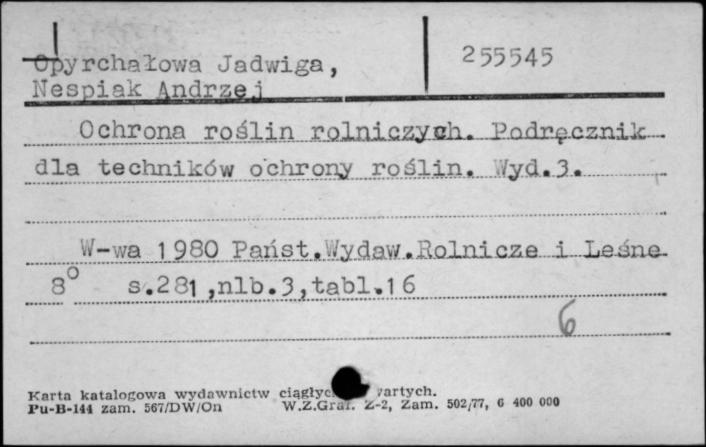 Opyrchałowa Jadwiga, 255545
Nespiak Andrzej
Ochrona roślin rolniczych. Podręcznik
dla techników ochrony roślin. Wyd.3.
W-wa 1980 Państ.Wydaw.Rolnicze i Leśne
8° s.281,nlb.3,tabl.16
6
Karta katalogowa wydawnictw
Pu-B-144 zam. 567/DW/On W.Z.Graf. Z-2, Zam. 502/77, 6 400 000